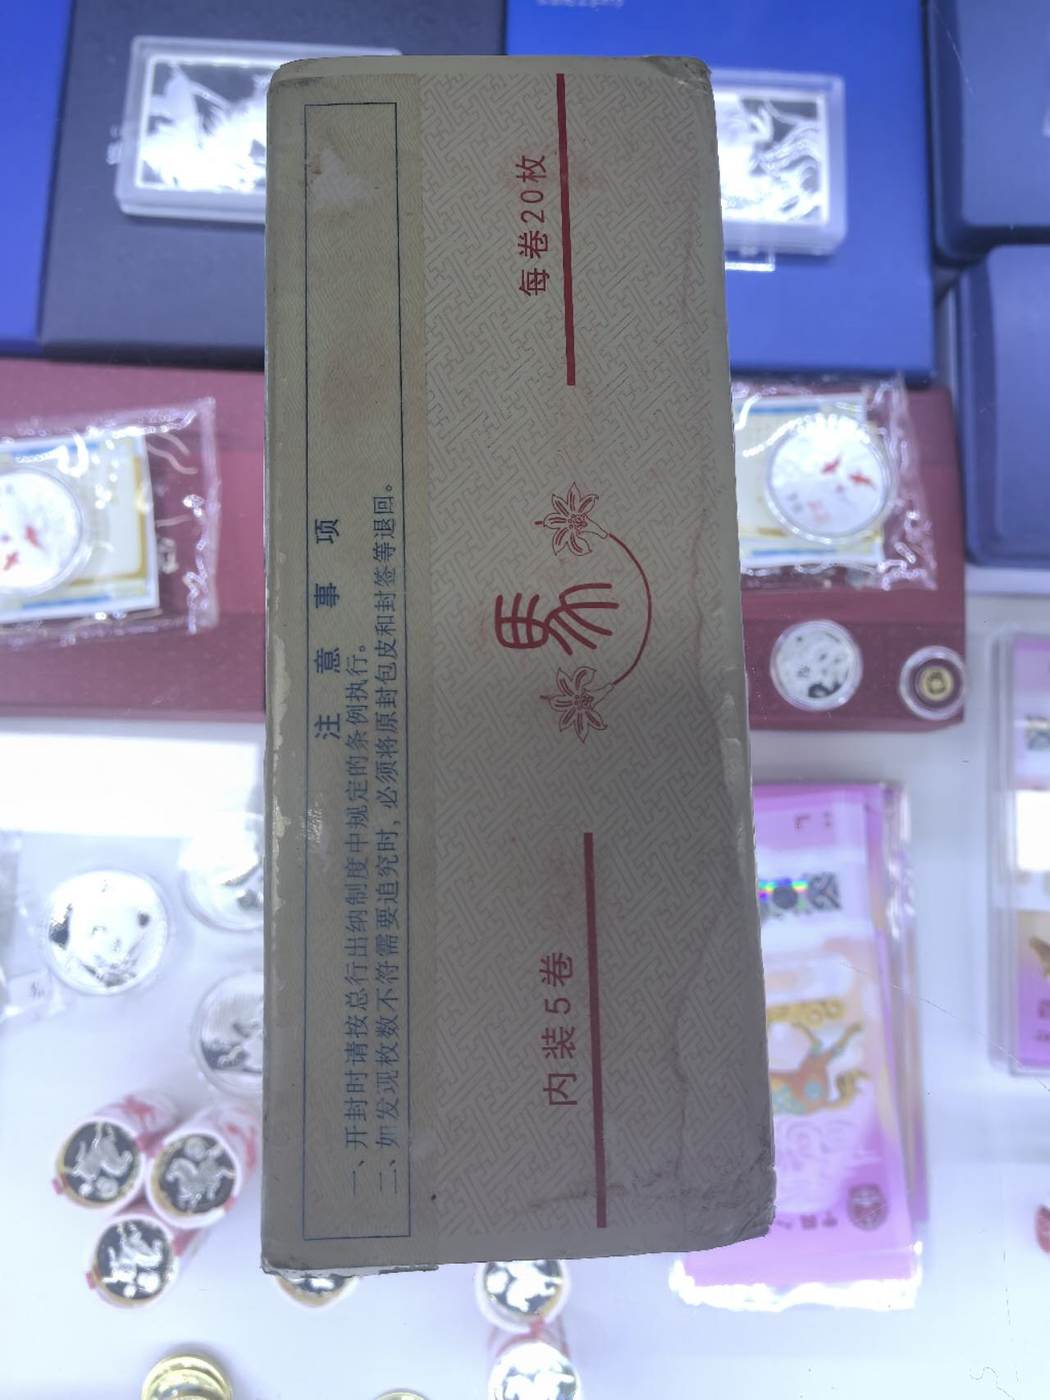 注意事项
一、开封时请按总行出纳制度中规定的条例执行。
二、如发现枚数不符需要追究时，必须将原封包皮和封签等退回。
内装5卷
马
每卷20枚